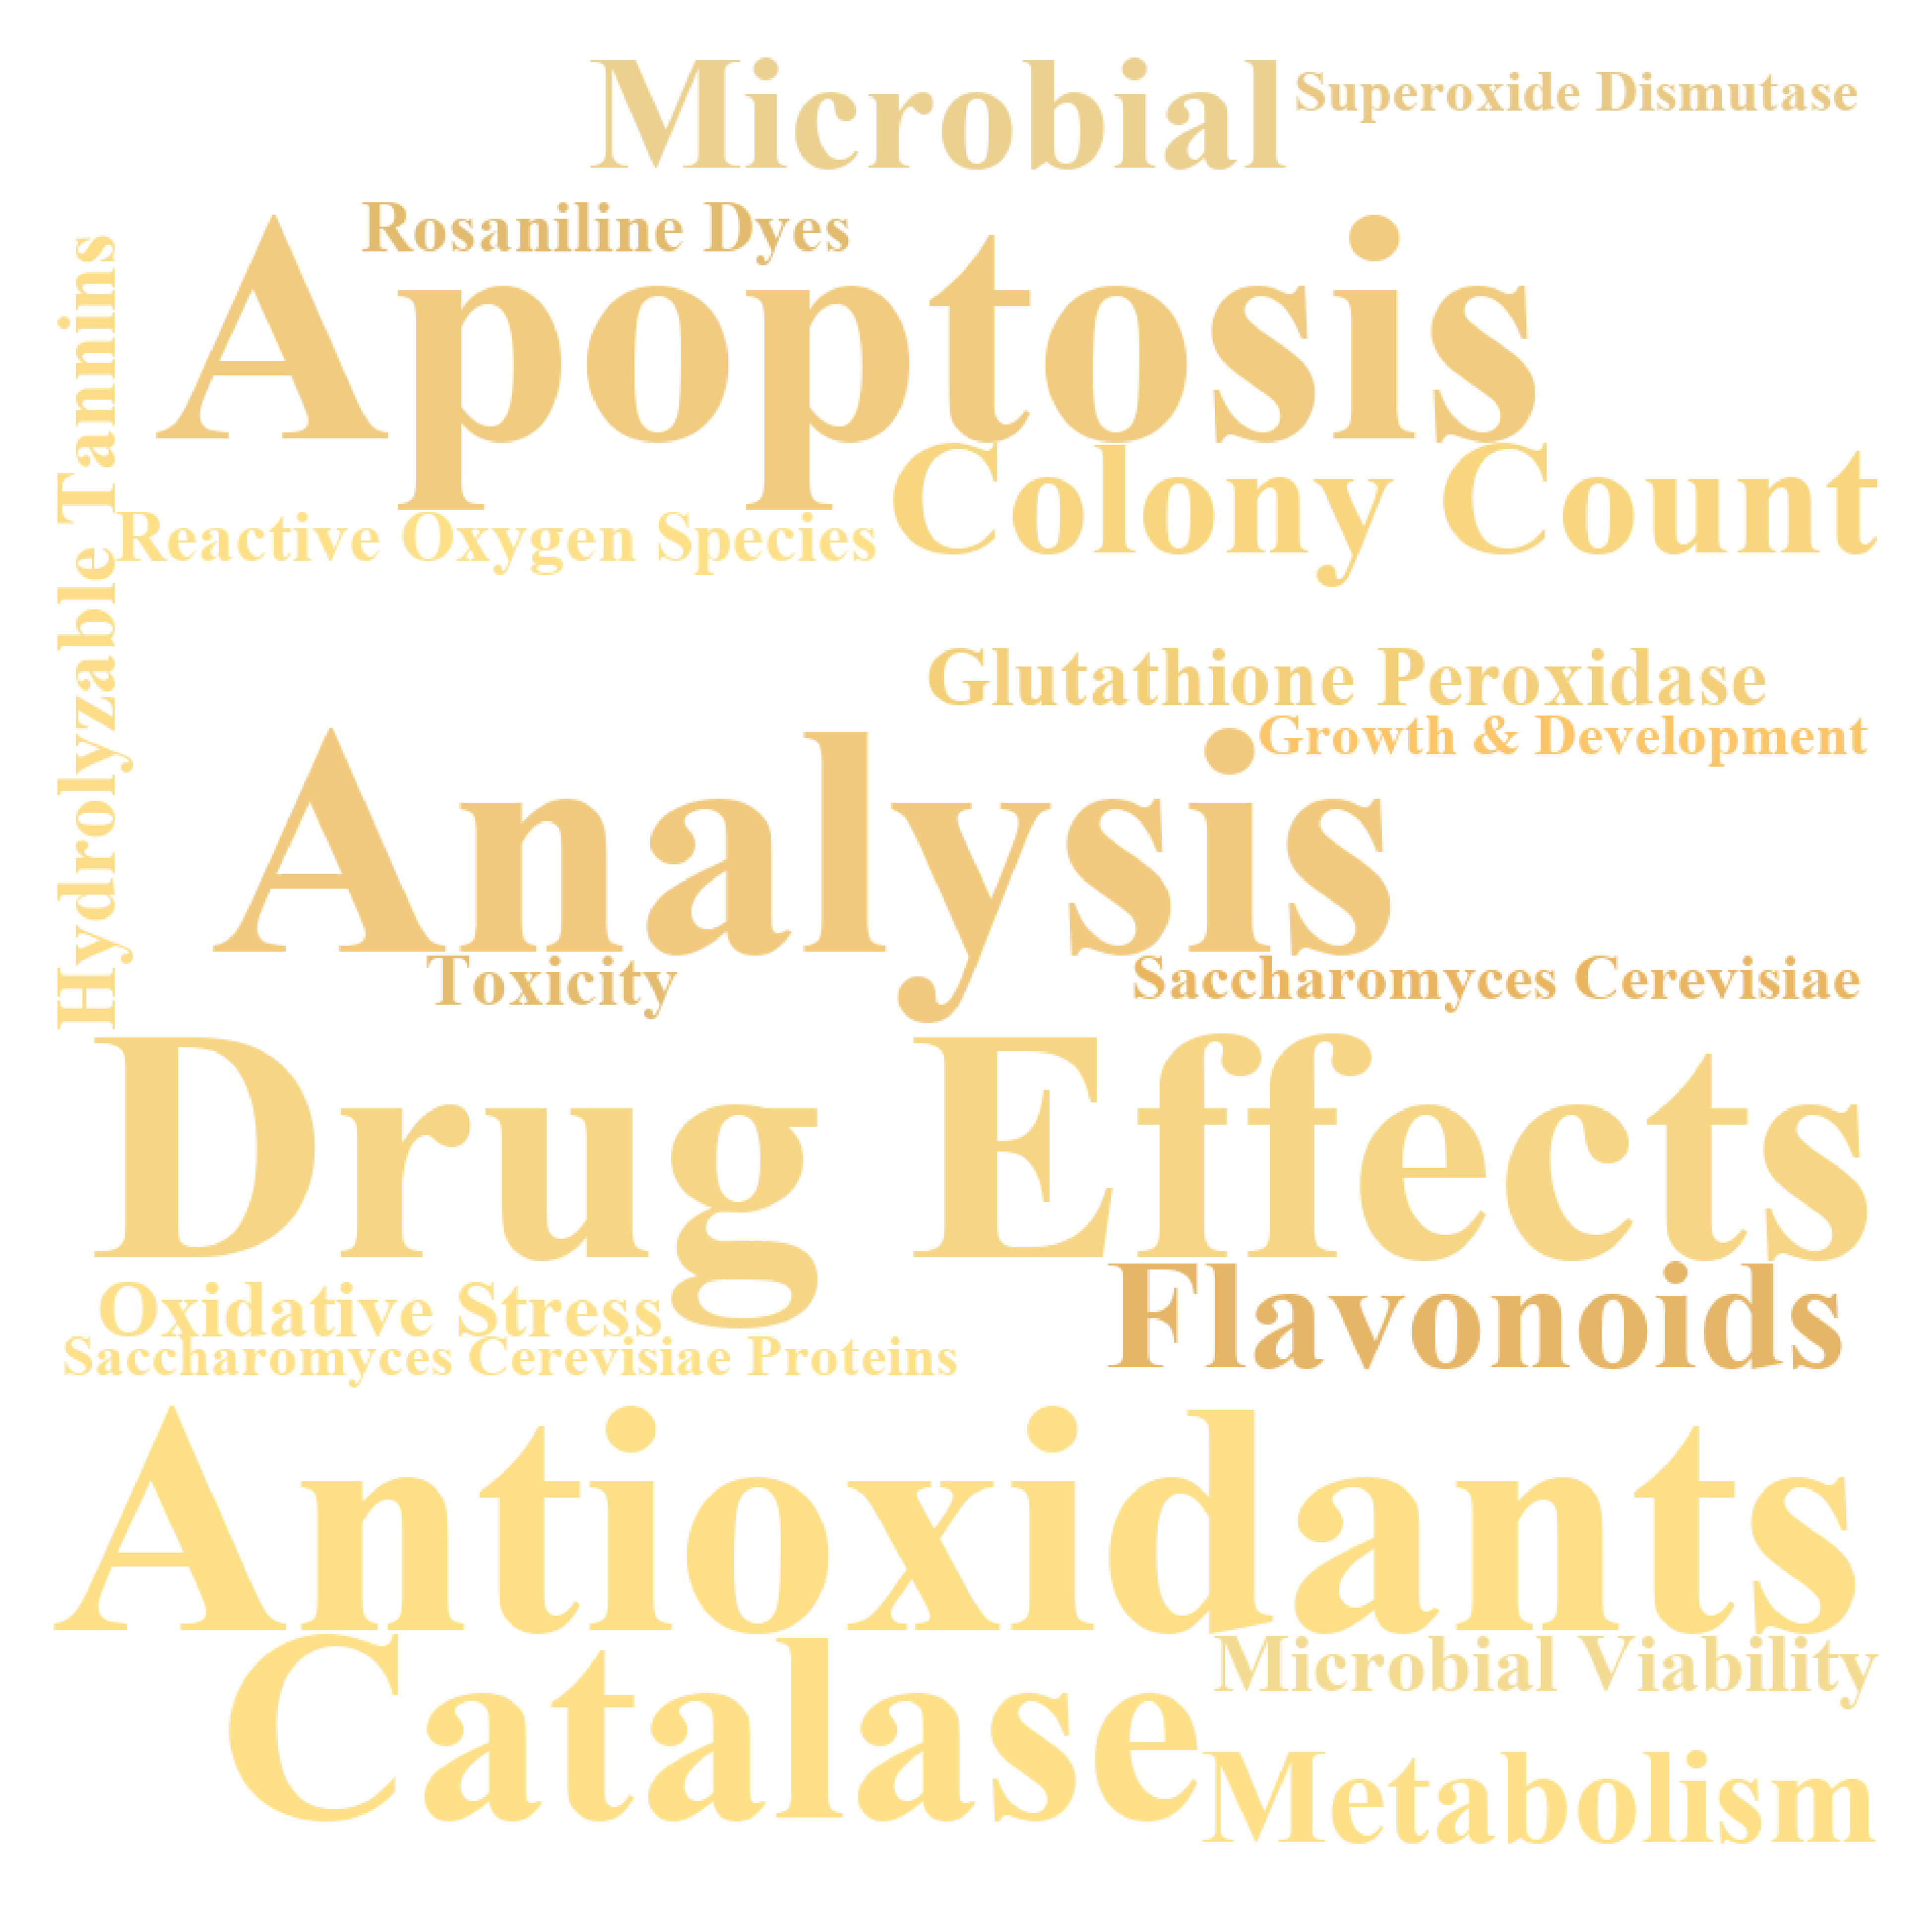 Microbial
Superoxide Dismutase
Rosaniline Dyes
Apoptosis
Hydrolyzable Tannins
Colony Count
Reactive Oxygen Species
Glutathione Peroxidase
Growth & Development
Analysis
Toxicity
Saccharomyces Cerevisiae
Drug Effects
Oxidative Stress
Flavonoids
Saccharomyces Cerevisiae Proteins
Antioxidants
Catalase
Microbial Viability
Metabolism